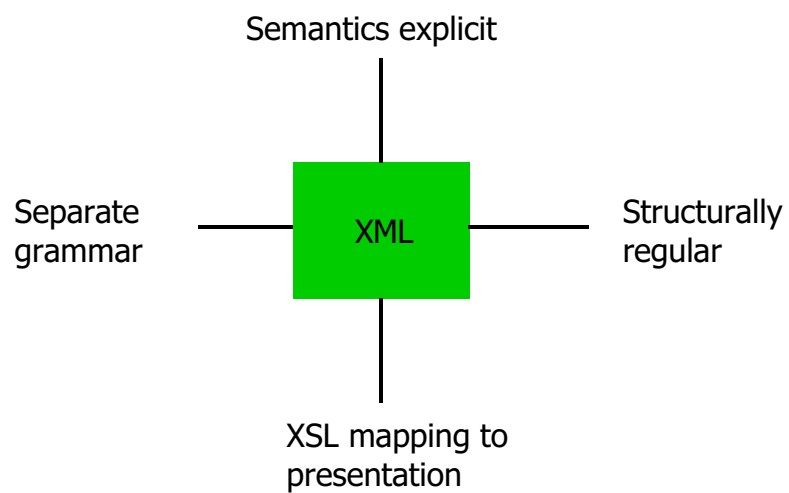 Semantics explicit
Separate
grammar
XML
Structurally
regular
XSL mapping to
presentation